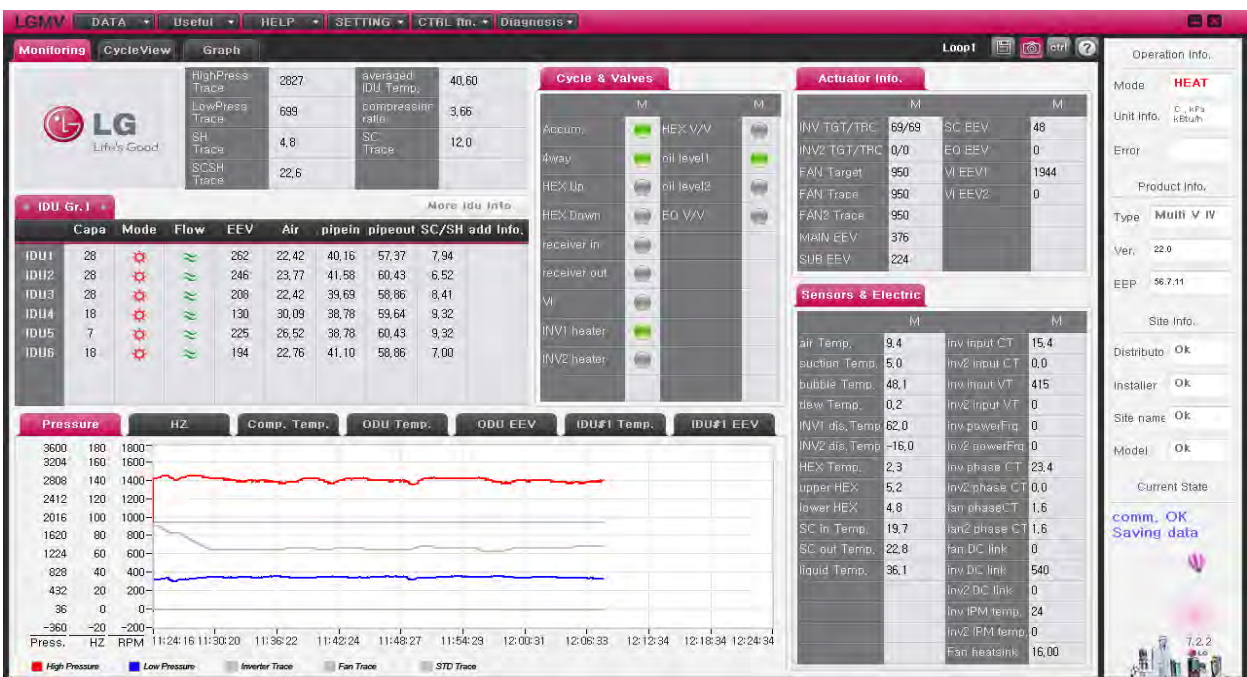 LGMV DATA Useful HELP SETTING CTRL ftn. Diagnosis
Monitoring CycleView Graph Loop1 ctrl ?
LG
Life's Good
HighPress Trace 2827 averaged IDU Temp. 40,60
LowPress Trace 699 compression ratio 3,66
SH Trace 4,8 SC Trace 12,0
SCSH Trace 22,6
IDU Gr.1 More Idu Info
Capa Mode Flow EEV Air pipein pipeout SC/SH add Info.
IDU1 28 262 22,42 40,16 57,37 7,94
IDU2 28 246 23,77 41,58 60,43 6,52
IDU3 28 208 22,42 39,69 58,86 8,41
IDU4 18 130 30,09 38,78 59,64 9,32
IDU5 7 225 26,52 38,78 60,43 9,32
IDU6 18 194 22,76 41,10 58,86 7,00
Cycle & Valves
M M
Accum. HEX V/V
4way oil level1
HEX Up oil level2
HEX Down EQ V/V
receiver in
receiver out
VI
INV1 heater
INV2 heater
Actuator Info.
M M
INV TGT/TRC 69/69 SC EEV 48
INV2 TGT/TRC 0/0 EQ EEV 0
FAN Target 950 VI EEV1 1944
FAN Trace 950 VI EEV2 0
FAN2 Trace 950
MAIN EEV 376
SUB EEV 224
Sensors & Electric
M M
air Temp. 9,4 inv input CT 15,4
suction Temp. 5,0 inv2 input CT 0,0
bubble Temp. 48,1 inv input VT 415
dew Temp. 0,2 inv2 input VT 0
INV1 dis,Temp 62,0 inv powerFrq 0
INV2 dis,Temp -16,0 inv2 powerFrq 0
HEX Temp. 2,3 inv phase CT 23,4
upper HEX 5,2 inv2 phase CT 0,0
lower HEX 4,8 fan phaseCT 1,6
SC in Temp. 19,7 fan2 phase CT 1,6
SC out Temp. 22,8 fan DC link 0
liquid Temp. 36,1 inv DC link 540
inv2 DC link 0
inv IPM temp. 24
inv2 IPM temp. 0
Fan heatsink 16,00
Pressure HZ Comp. Temp. ODU Temp. ODU EEV IDU#1 Temp. IDU#1 EEV
3600 180 1800
3204 160 1600
2808 140 1400
2412 120 1200
2016 100 1000
1620 80 800
1224 60 600
828 40 400
432 20 200
36 0 0
-360 -20 -200
Press. HZ RPM 11:24:16 11:30:20 11:36:22 11:42:24 11:48:27 11:54:29 12:00:31 12:06:33 12:12:34 12:18:34 12:24:34
High Pressure Low Pressure Inverter Trace Fan Trace STD Trace
Operation Info.
Mode HEAT
Unit Info. C , kPa kBtu/h
Error
Product Info.
Type Multi V IV
Ver. 22.0
EEP 56.7.11
Site Info.
Distributo Ok
Installer Ok
Site name Ok
Model Ok
Current State
comm. OK
Saving data
7.2.2
LG